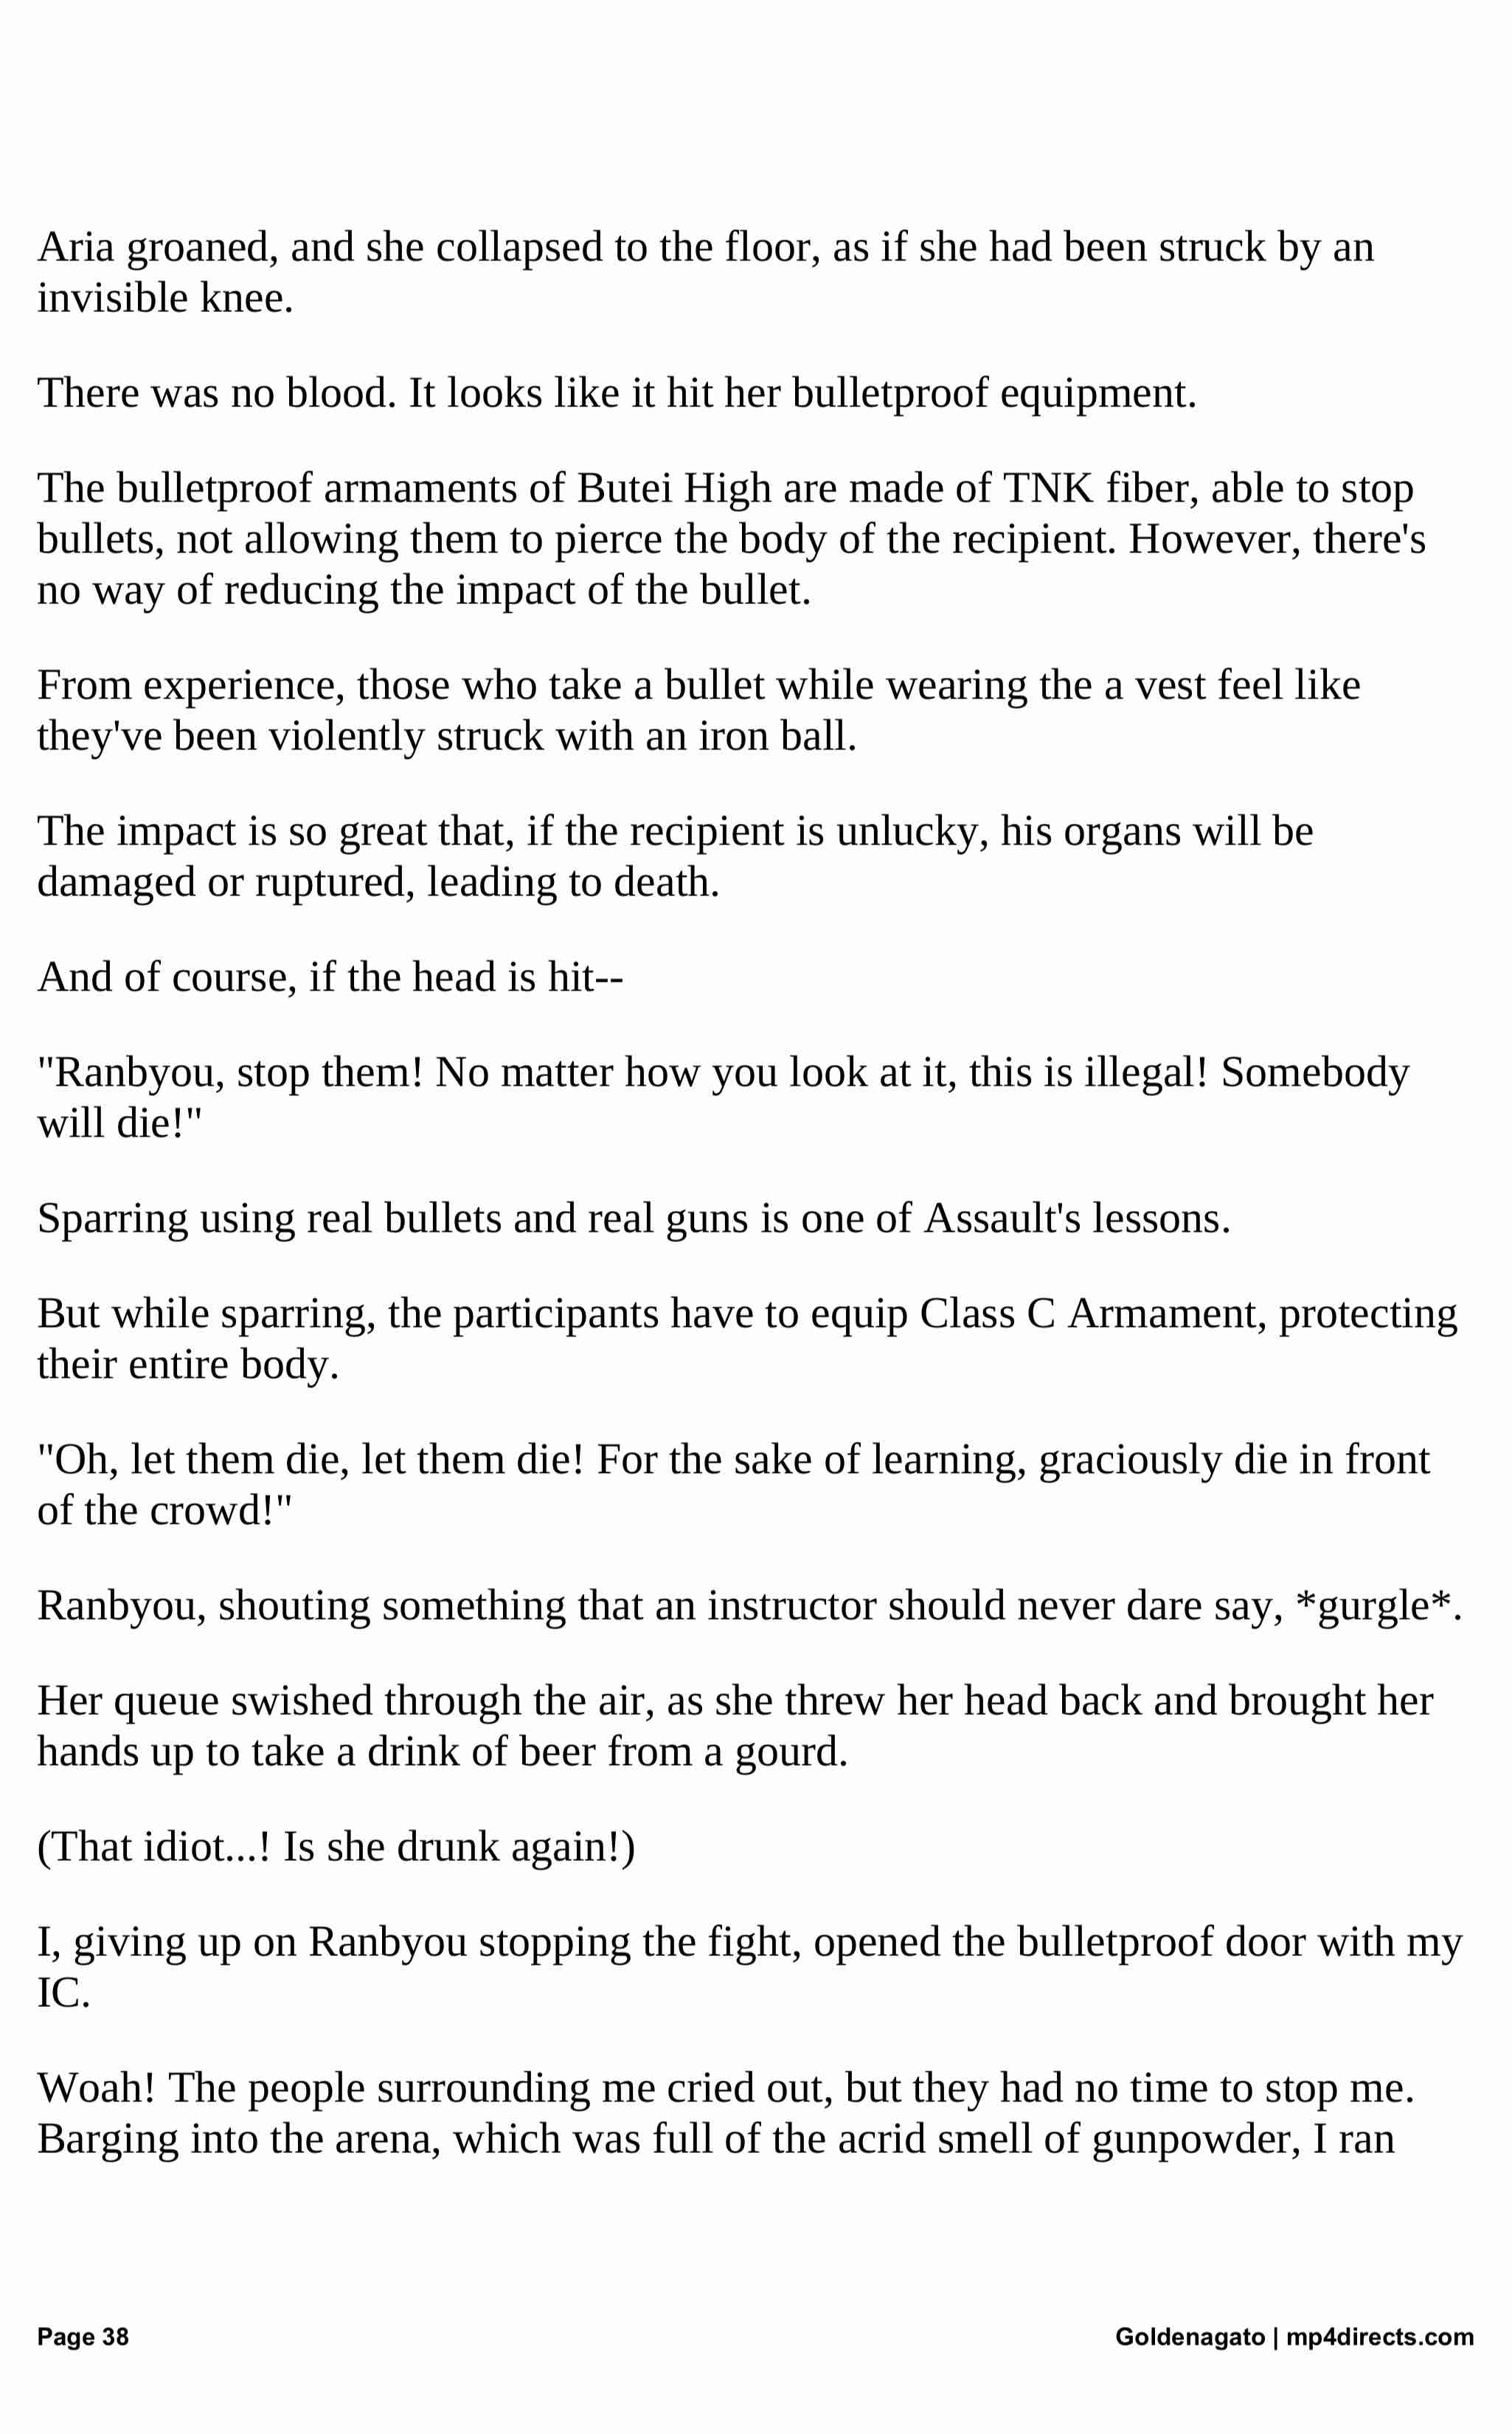 Aria groaned, and she collapsed to the floor, as if she had been struck by an
invisible knee.
There was no blood. It looks like it hit her bulletproof equipment.
The bulletproof armaments of Butei High are made of TNK fiber, able to stop
bullets, not allowing them to pierce the body of the recipient. However, there's
no way of reducing the impact of the bullet.
From experience, those who take a bullet while wearing the a vest feel like
they've been violently struck with an iron ball.
The impact is so great that, if the recipient is unlucky, his organs will be
damaged or ruptured, leading to death.
And of course, if the head is hit--
"Ranbyou, stop them! No matter how you look at it, this is illegal! Somebody
will die!"
Sparring using real bullets and real guns is one of Assault's lessons.
But while sparring, the participants have to equip Class C Armament, protecting
their entire body.
"Oh, let them die, let them die! For the sake of learning, graciously die in front
of the crowd!"
Ranbyou, shouting something that an instructor should never dare say, *gurgle*.
Her queue swished through the air, as she threw her head back and brought her
hands up to take a drink of beer from a gourd.
(That idiot...! Is she drunk again!)
I, giving up on Ranbyou stopping the fight, opened the bulletproof door with my
IC.
Woah! The people surrounding me cried out, but they had no time to stop me.
Barging into the arena, which was full of the acrid smell of gunpowder, I ran
Page 38 Goldenagato | mp4directs.com